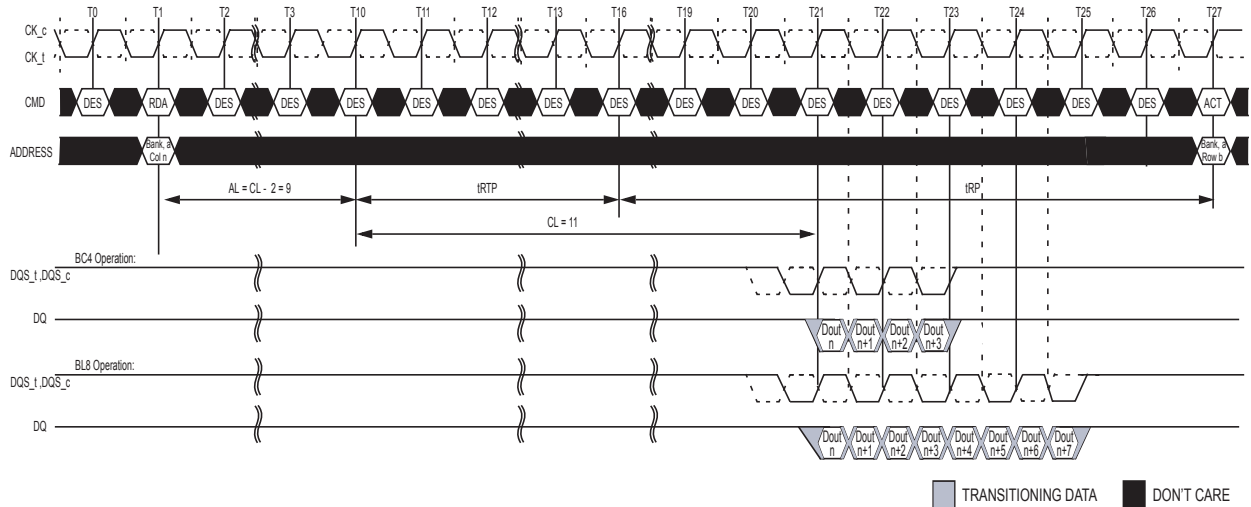 T0 T1 T2 T3 T10 T11 T12 T13 T16 T19 T20 T21 T22 T23 T24 T25 T26 T27
CK_c
CK_t
CMD DES RDA DES DES DES DES DES DES DES DES DES DES DES DES DES DES DES ACT
ADDRESS
Bank, a
Col n
Bank, a
Row b
AL = CL - 2 = 9 tRTP tRP
CL = 11
BC4 Operation:
DQS_t ,DQS_c
DQ
Dout Dout Dout Dout
n n+1 n+2 n+3
BL8 Operation:
DQS_t ,DQS_c
DQ
Dout Dout Dout Dout Dout Dout Dout Dout
n n+1 n+2 n+3 n+4 n+5 n+6 n+7
TRANSITIONING DATA DON'T CARE